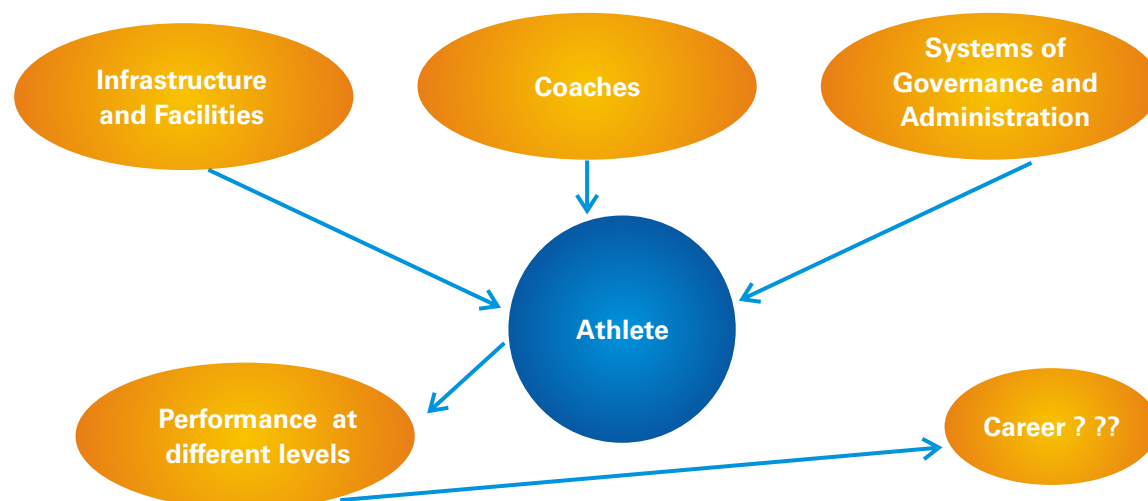 Infrastructure
and Facilities
Coaches
Systems of
Governance and
Administration
Athlete
Performance at
different levels
Career ? ??